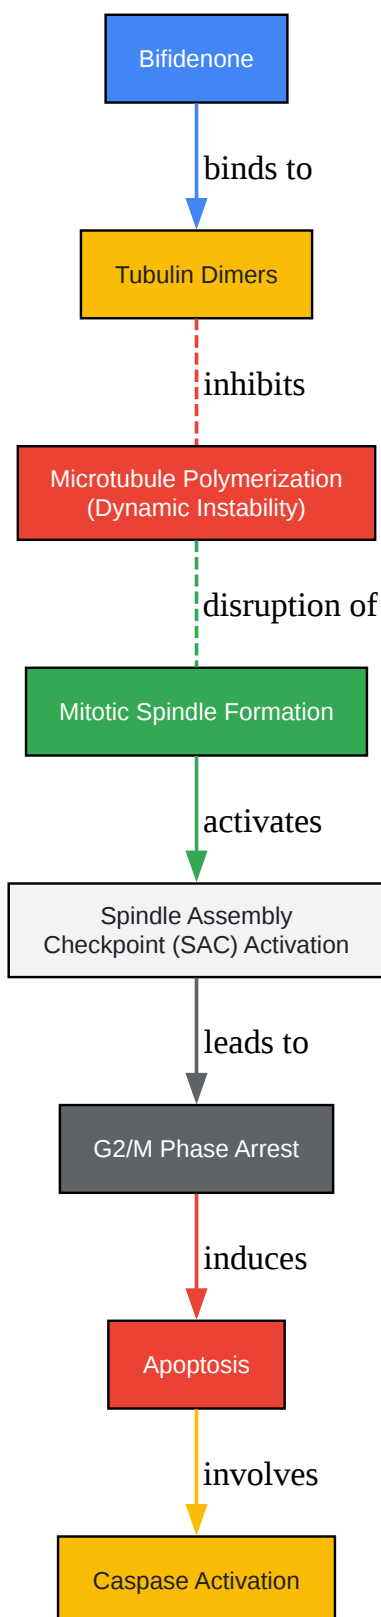 Bifidenone
binds to
Tubulin Dimers
inhibits
Microtubule Polymerization
(Dynamic Instability)
disruption of
Mitotic Spindle Formation
activates
Spindle Assembly
Checkpoint (SAC) Activation
leads to
G2/M Phase Arrest
induces
Apoptosis
involves
Caspase Activation